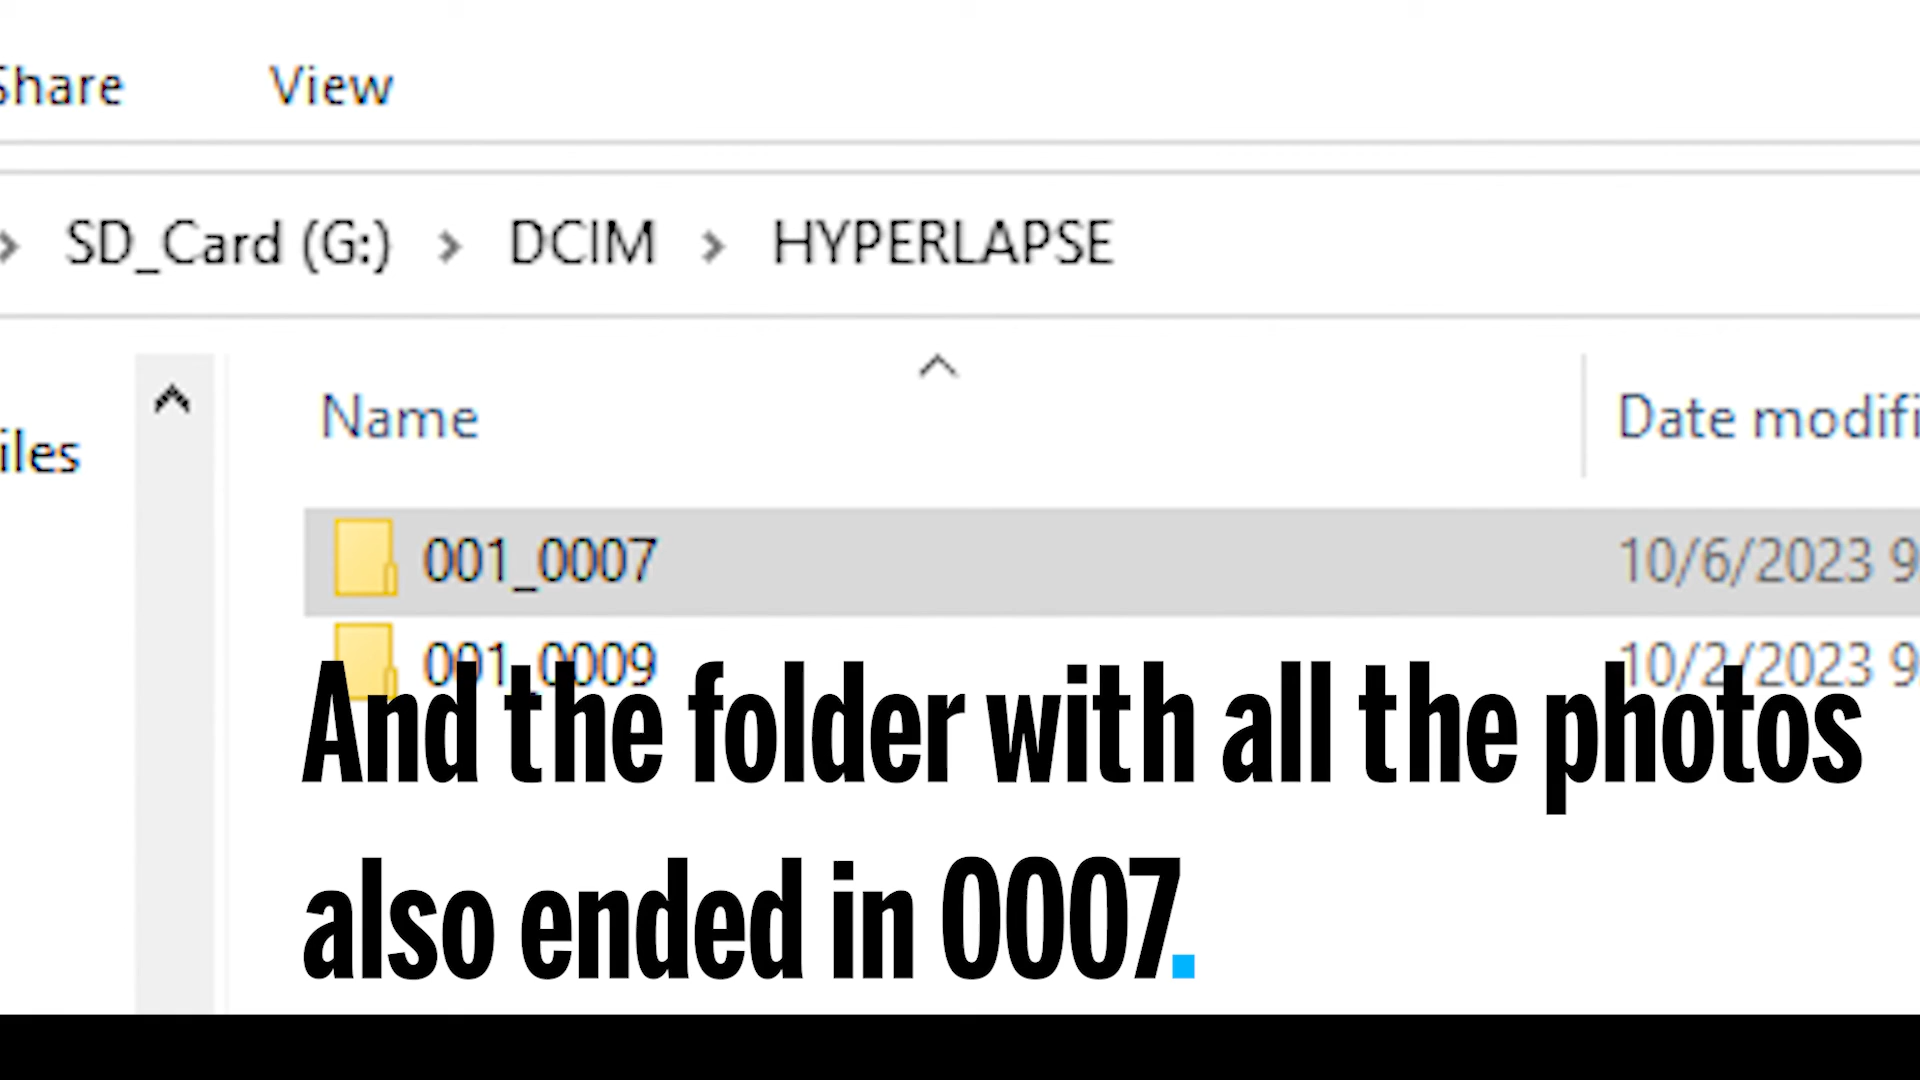 Share View
SD_Card (G:) DCIM HYPERLAPSE
Name Date modifi
iles
001_0007 10/6/2023 9
001_0009 10/2/2023 9
And the folder with all the photos
also ended in 0007.